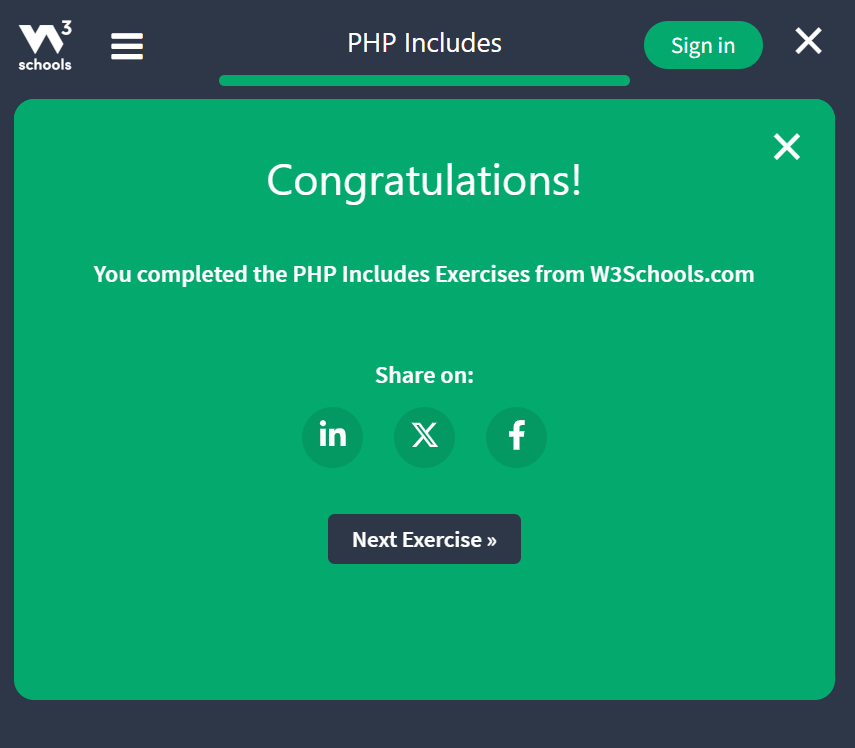 W3
schools
PHP Includes
Sign in
Congratulations!
You completed the PHP Includes Exercises from W3Schools.com
Share on:
in
X
f
Next Exercise »